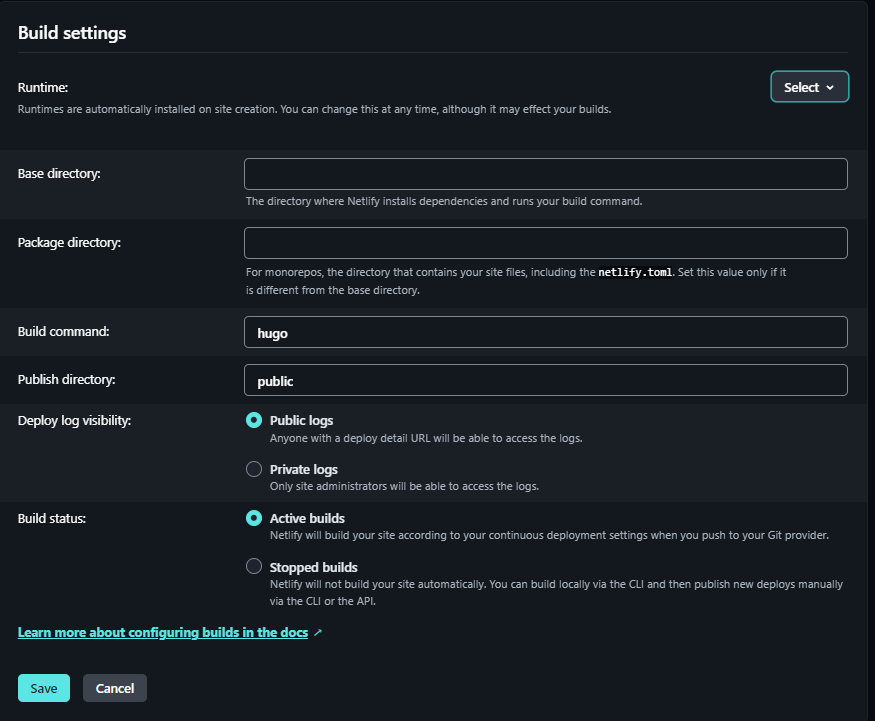 Build settings
Runtime:
Select
Runtimes are automatically installed on site creation. You can change this at any time, although it may effect your builds.
Base directory:
The directory where Netlify installs dependencies and runs your build command.
Package directory:
For monorepos, the directory that contains your site files, including the netlify.toml. Set this value only if it
is different from the base directory.
Build command:
hugo
Publish directory:
public
Deploy log visibility:
Public logs
Anyone with a deploy detail URL will be able to access the logs.
Private logs
Only site administrators will be able to access the logs.
Build status:
Active builds
Netlify will build your site according to your continuous deployment settings when you push to your Git provider.
Stopped builds
Netlify will not build your site automatically. You can build locally via the CLI and then publish new deploys manually
via the CLI or the API.
Learn more about configuring builds in the docs
Save
Cancel